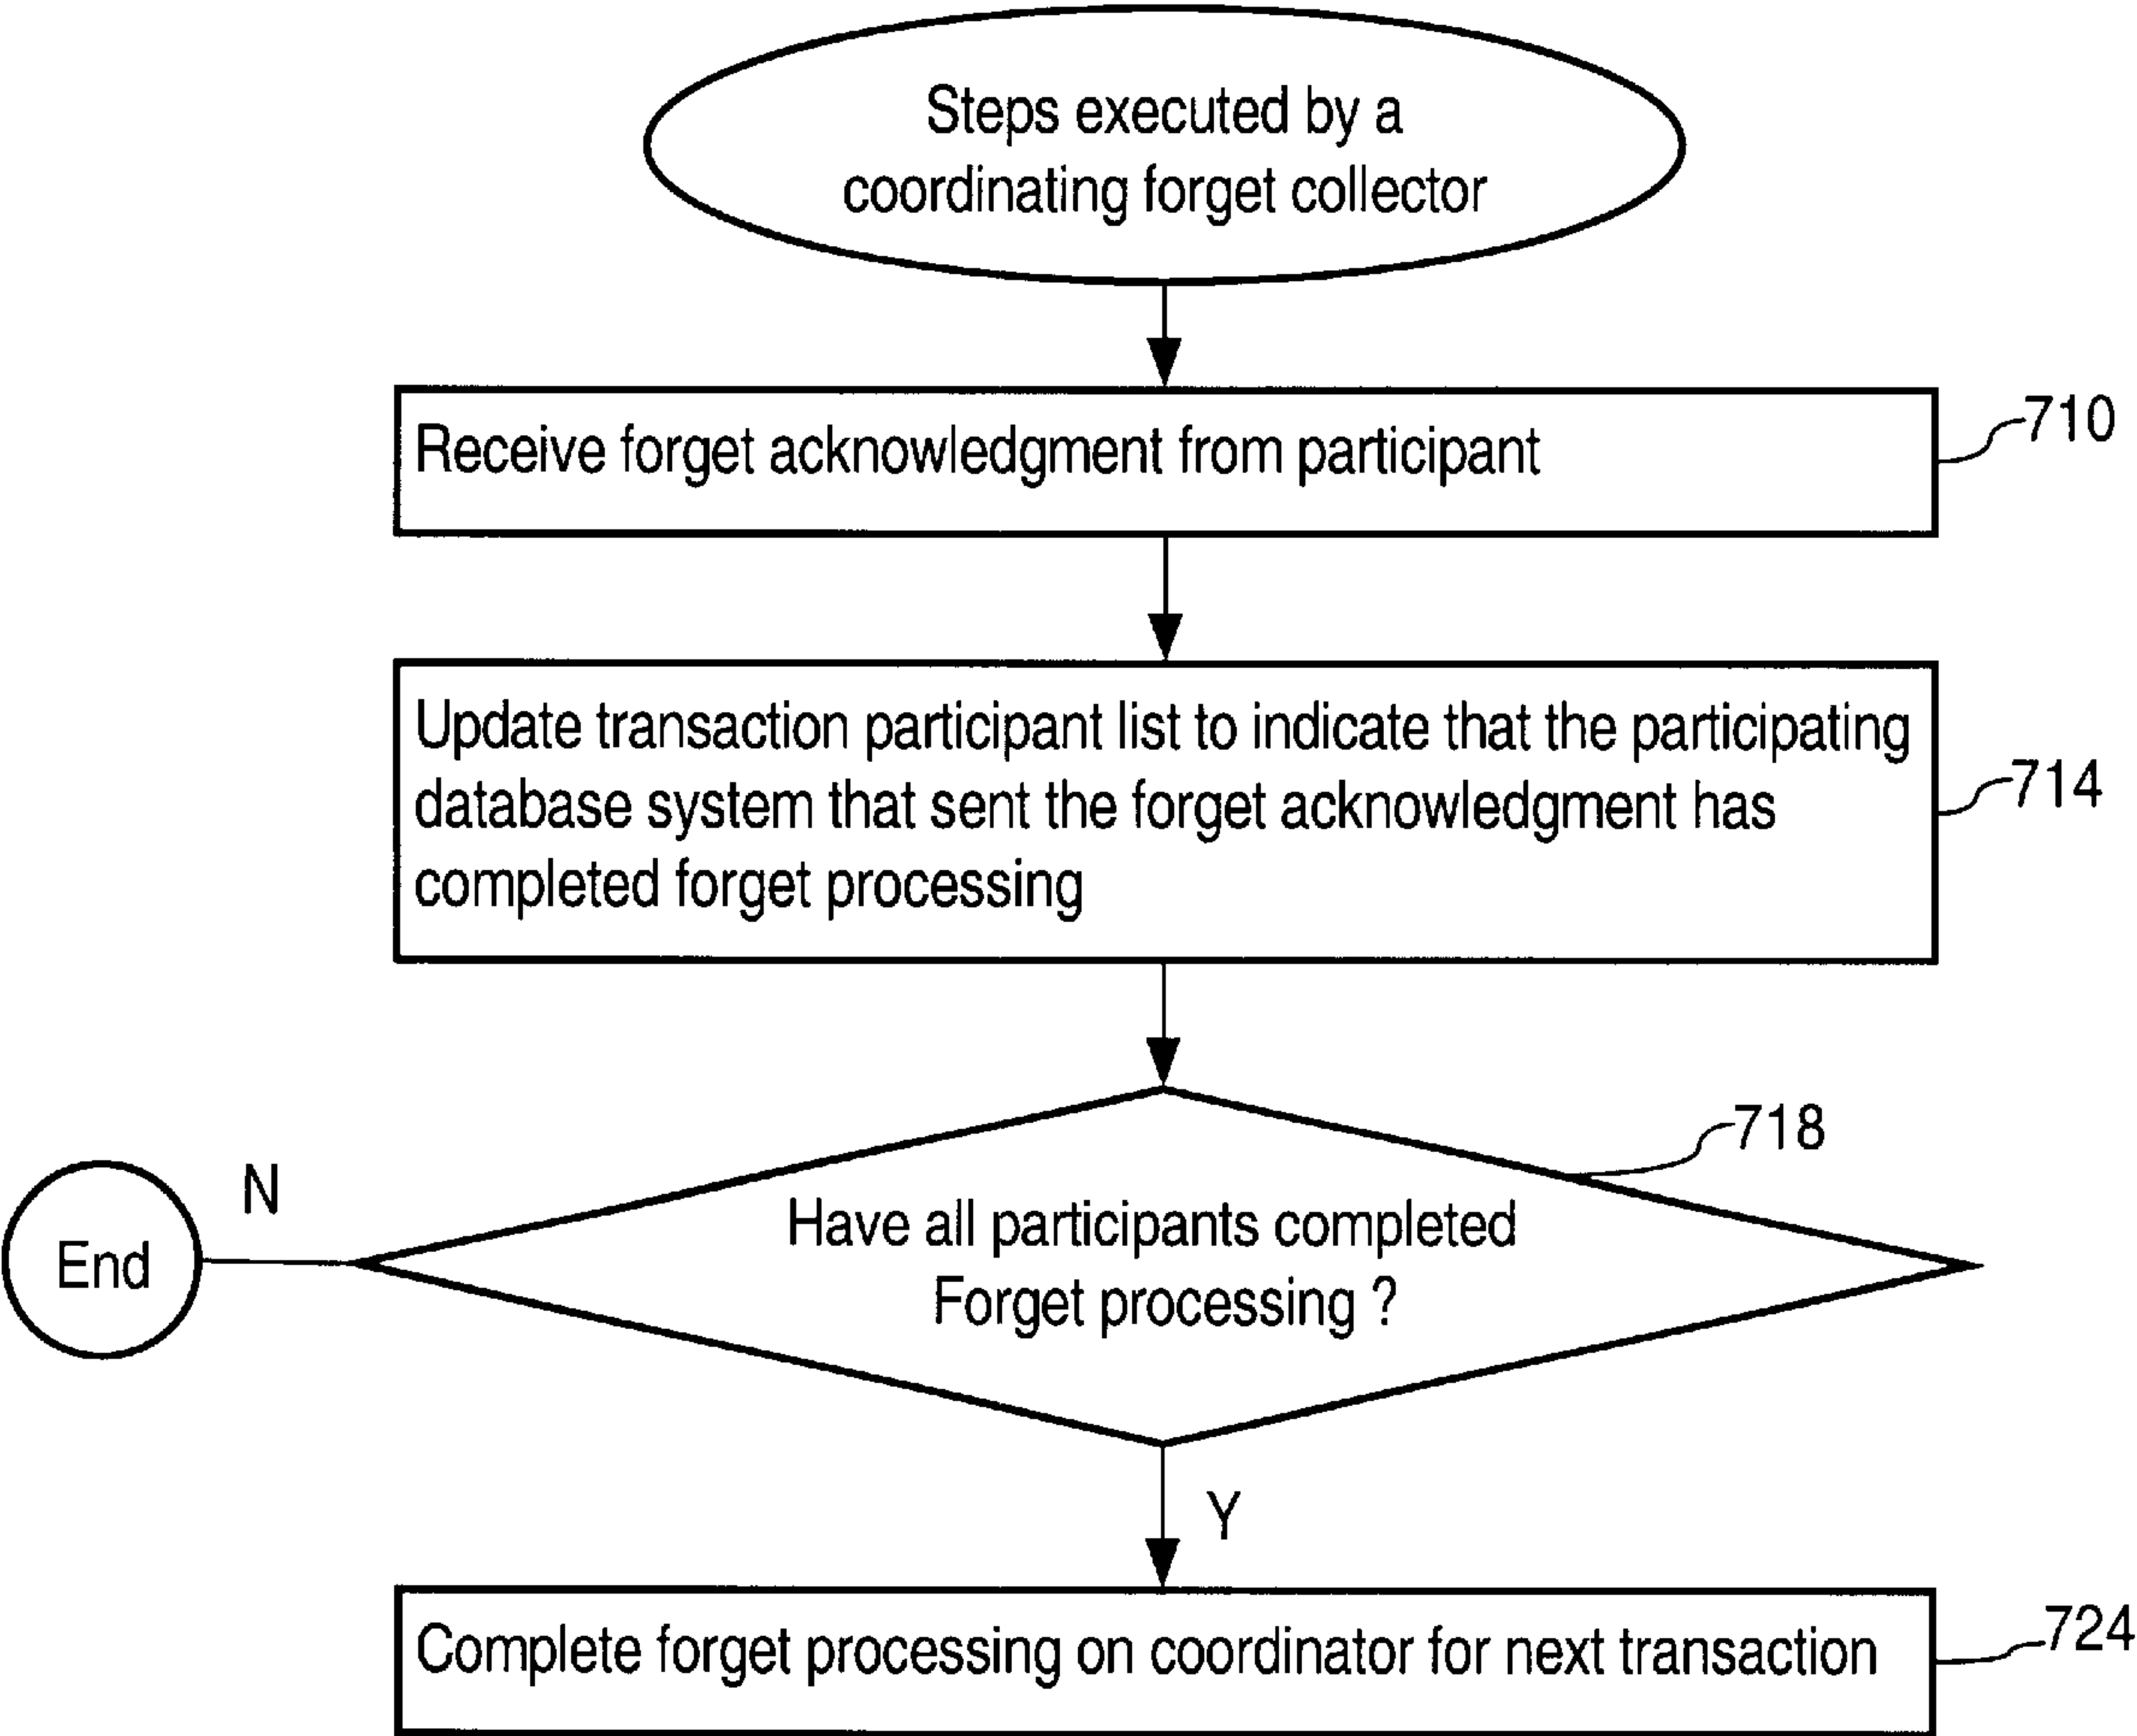 Steps executed by a
coordinating forget collector
Receive forget acknowledgment from participant
710
Update transaction participant list to indicate that the participating
database system that sent the forget acknowledgment has
completed forget processing
714
718
Have all participants completed
Forget processing ?
N
End
Y
Complete forget processing on coordinator for next transaction
724